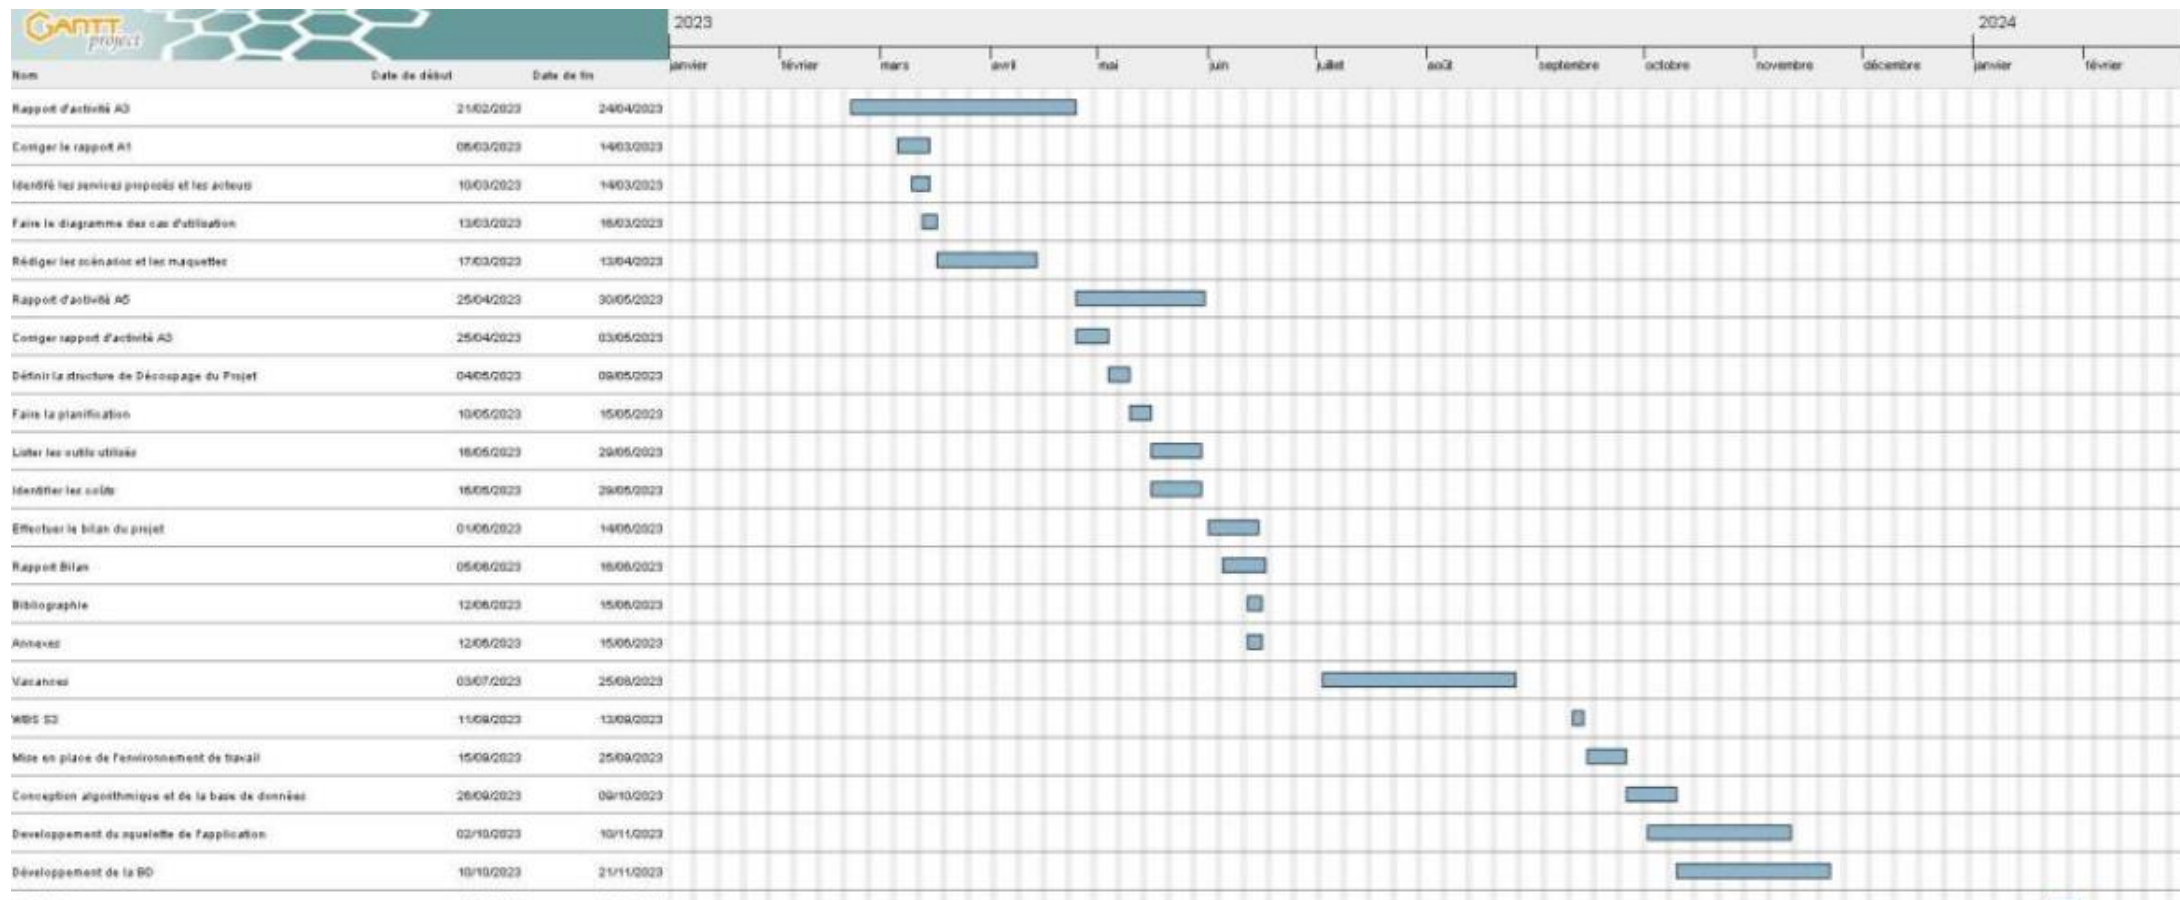 GANTT project
2023 2024
Nom Date de début Date de fin janvier février mars avril mai juin juillet août septembre octobre novembre décembre janvier février
Rapport d'activité A3 21/02/2023 24/04/2023
Corriger le rapport A1 06/03/2023 14/03/2023
Identifé les services proposés et les acteurs 10/03/2023 14/03/2023
Faire le diagramme des cas d'utilisation 13/03/2023 16/03/2023
Rédiger les scénarios et les maquettes 17/03/2023 13/04/2023
Rapport d'activité A5 25/04/2023 30/05/2023
Corriger rapport d'activité A3 25/04/2023 03/05/2023
Définir la structure de Découpage du Projet 04/05/2023 09/05/2023
Faire la planification 10/05/2023 15/05/2023
Lister les outils utilisés 16/05/2023 29/05/2023
Identifier les coûts 16/05/2023 29/05/2023
Effectuer le bilan du projet 01/06/2023 14/06/2023
Rapport Bilan 05/06/2023 16/06/2023
Bibliographie 12/06/2023 15/06/2023
Annexes 12/06/2023 15/06/2023
Vacances 03/07/2023 25/08/2023
WBS S3 11/09/2023 13/09/2023
Mise en place de l'environnement de travail 15/09/2023 25/09/2023
Conception algorithmique et de la base de données 26/09/2023 09/10/2023
Developpement du squelette de l'application 02/10/2023 10/11/2023
Développement de la BD 10/10/2023 21/11/2023